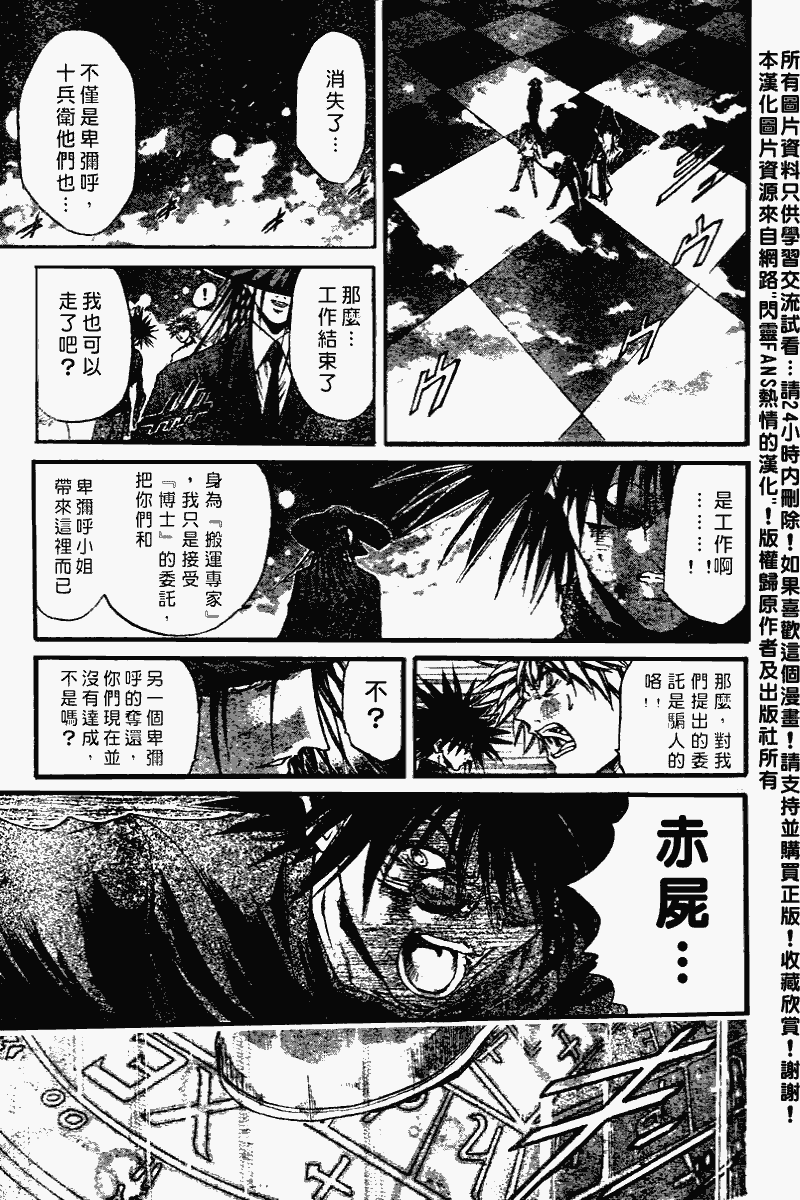 消失了…
不僅是卑彌呼，
十兵衛他們也…
那麼…
工作結束了
！
我也可以
走了吧？
是工作啊
………！
………！
身為『搬運專家』
，我只是接受
『博士』的委託，
把你們和
卑彌呼小姐
帶來這裡而已
那麼，對我
們提出的委
託是騙人的
咯！！
不？
另一個卑彌
呼的奪還，
你們現在並
沒有達成，
不是嗎？
赤屍…
所有圖片資料只供學習交流試看…請24小時内刪除！如果喜歡這個漫畫！請支持並購買正版！收藏欣賞！謝謝！
本漢化圖片資源來自網路"閃靈FANS熱情的漢化"！版權歸原作者及出版社所有